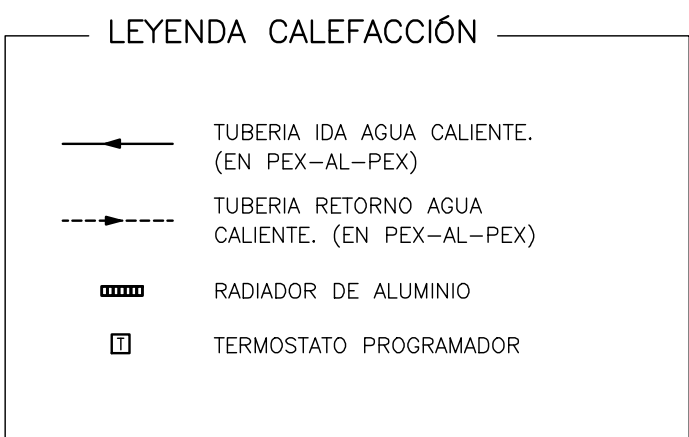 LEYENDA CALEFACCIÓN
TUBERIA IDA AGUA CALIENTE.
(EN PEX-AL-PEX)
TUBERIA RETORNO AGUA
CALIENTE. (EN PEX-AL-PEX)
RADIADOR DE ALUMINIO
T
TERMOSTATO PROGRAMADOR